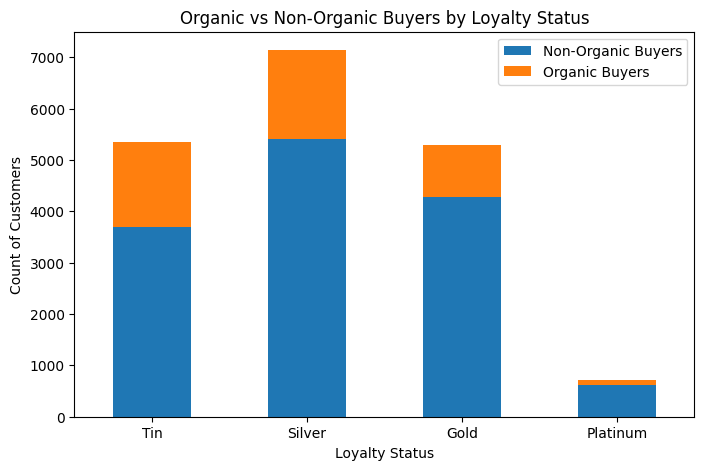 Organic vs Non-Organic Buyers by Loyalty Status
Non-Organic Buyers
Organic Buyers
Count of Customers
7000
6000
5000
4000
3000
2000
1000
0
Tin Silver Gold Platinum
Loyalty Status